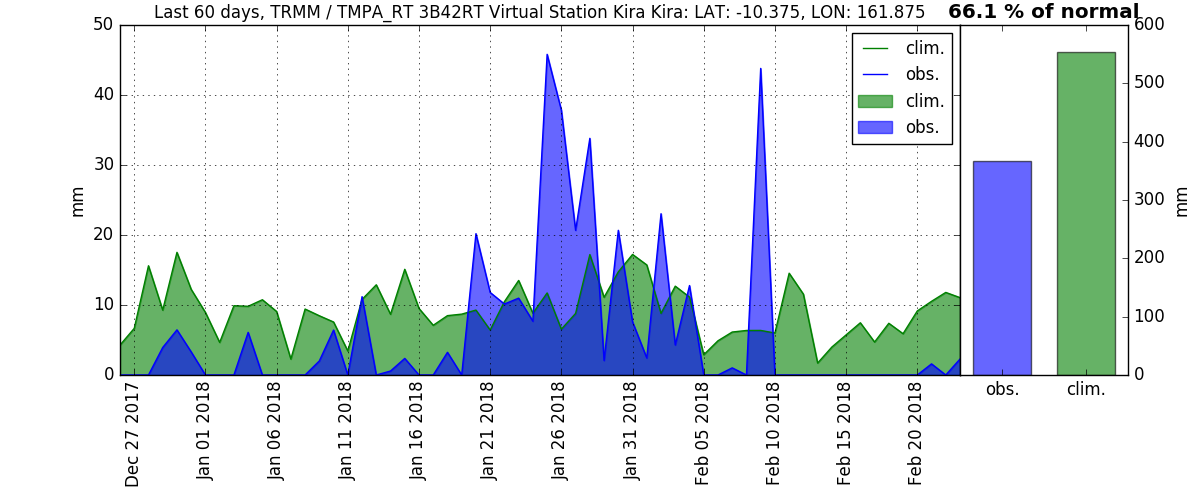 Last 60 days, TRMM / TMPA_RT 3B42RT Virtual Station Kira Kira: LAT: -10.375, LON: 161.875
66.1 % of normal
50
40
30
20
10
0
mm
clim.
obs.
clim.
obs.
600
500
400
300
200
100
0
mm
Dec 27 2017
Jan 01 2018
Jan 06 2018
Jan 11 2018
Jan 16 2018
Jan 21 2018
Jan 26 2018
Jan 31 2018
Feb 05 2018
Feb 10 2018
Feb 15 2018
Feb 20 2018
obs.
clim.